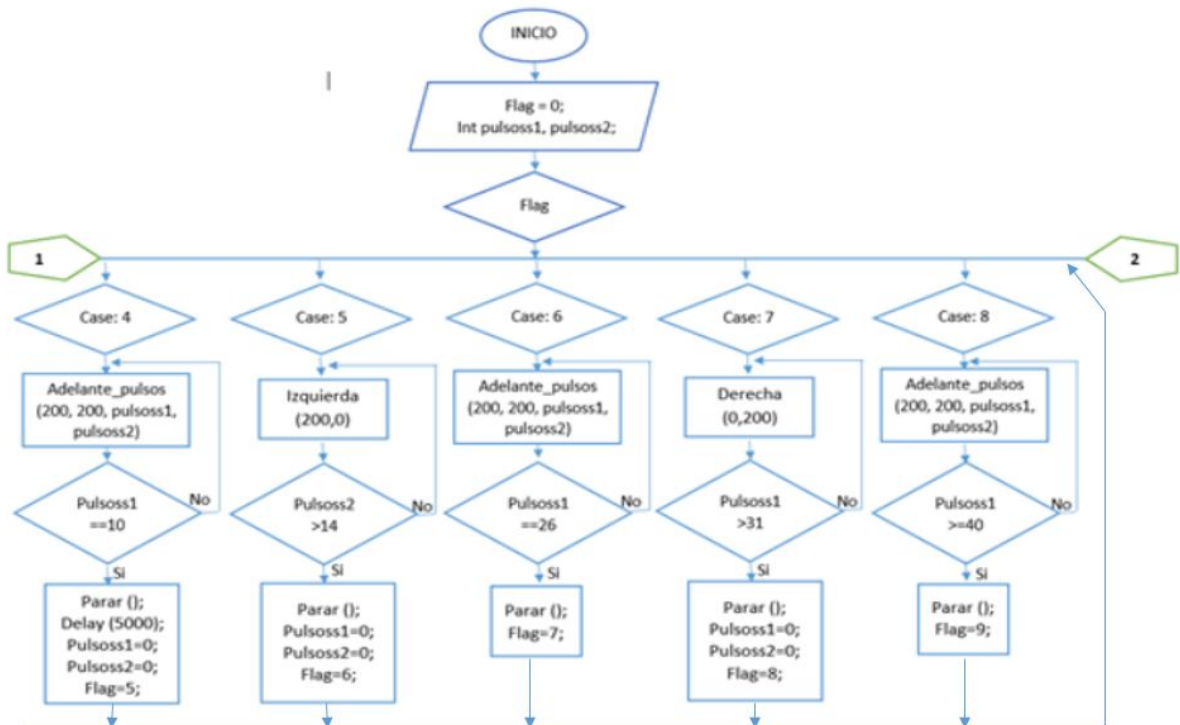 INICIO
Flag = 0;
Int pulsoss1, pulsoss2;
Flag
1
2
Case: 4
Case: 5
Case: 6
Case: 7
Case: 8
Adelante_pulsos
(200, 200, pulsoss1,
pulsoss2)
Izquierda
(200,0)
Adelante_pulsos
(200, 200, pulsoss1,
pulsoss2)
Derecha
(0,200)
Adelante_pulsos
(200, 200, pulsoss1,
pulsoss2)
Pulsoss1
==10
No
Pulsoss2
>14
No
Pulsoss1
==26
No
Pulsoss1
>31
No
Pulsoss1
>=40
No
Si
Si
Si
Si
Si
Parar ();
Delay (5000);
Pulsoss1=0;
Pulsoss2=0;
Flag=5;
Parar ();
Pulsoss1=0;
Pulsoss2=0;
Flag=6;
Parar ();
Flag=7;
Parar ();
Pulsoss1=0;
Pulsoss2=0;
Flag=8;
Parar ();
Flag=9;